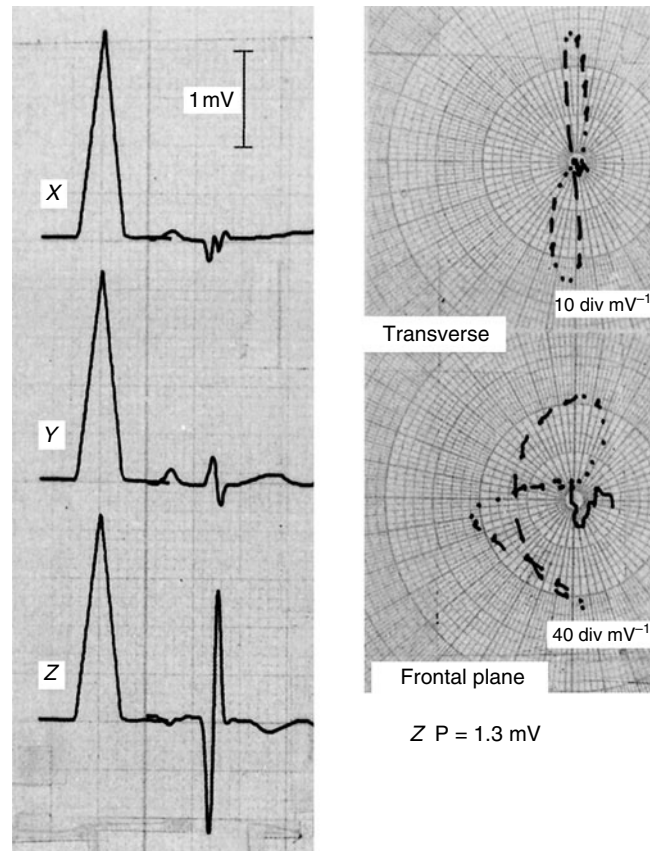 1 mV
X
Y
Z
10 div mV⁻¹
Transverse
40 div mV⁻¹
Frontal plane
Z P = 1.3 mV